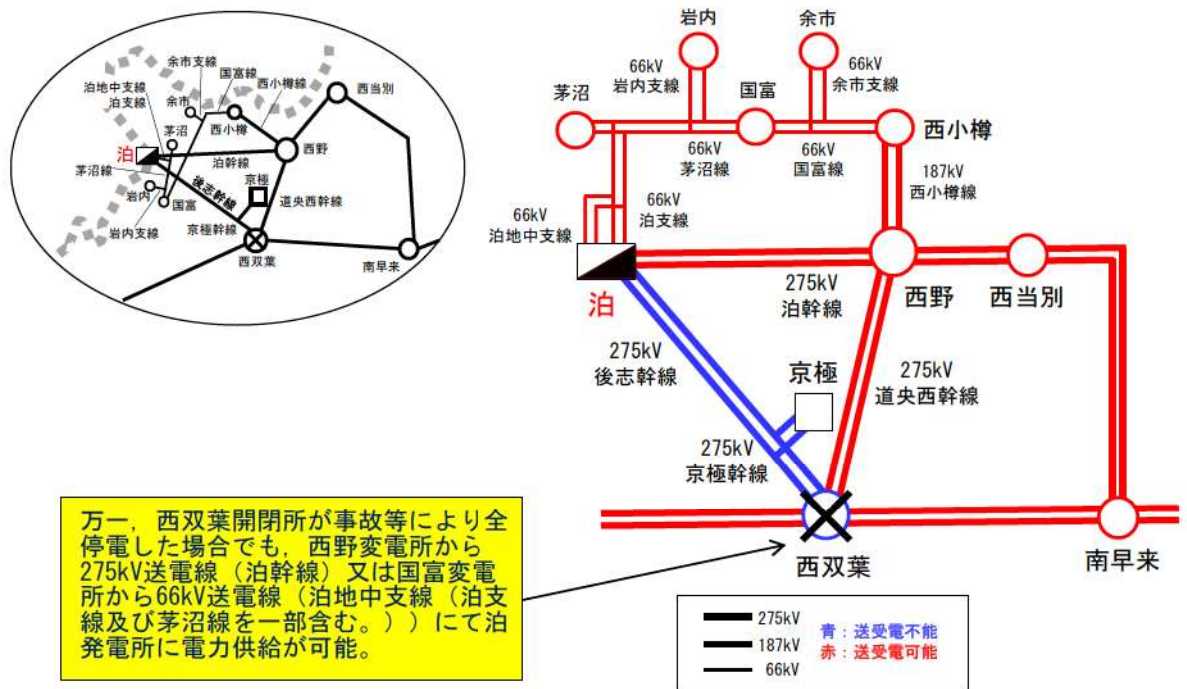 余市支線
国富線
泊地中支線
泊支線
西小樽線
余市
茅沼
西小樽
西当別
泊
泊幹線
西野
茅沼線
後志幹線
京極
岩内
国富
道央西幹線
岩内支線
京極幹線
西双葉
南早来
岩内
余市
66kV
岩内支線
66kV
余市支線
茅沼
国富
西小樽
66kV
茅沼線
66kV
国富線
187kV
西小樽線
66kV
泊地中支線
66kV
泊支線
泊
275kV
泊幹線
西野
西当別
275kV
後志幹線
京極
275kV
道央西幹線
275kV
京極幹線
西双葉
南早来
万一，西双葉開閉所が事故等により全
停電した場合でも，西野変電所から
275kV送電線（泊幹線）又は国富変電
所から66kV送電線（泊地中支線（泊支
線及び茅沼線を一部含む。））にて泊
発電所に電力供給が可能。
275kV
187kV
66kV
青：送受電不能
赤：送受電可能